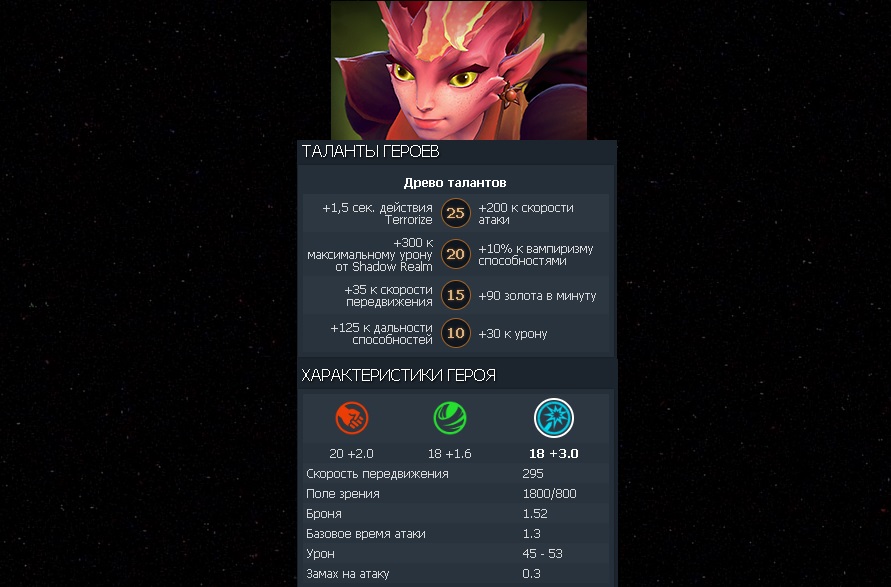 ТАЛАНТЫ ГЕРОЕВ
Древо талантов
+1,5 сек. действия
Terrorize
25
+200 к скорости
атаки
+300 к
максимальному урону
от Shadow Realm
20
+10% к вампиризму
способностями
+35 к скорости
передвижения
15
+90 золота в минуту
+125 к дальности
способностей
10
+30 к урону
ХАРАКТЕРИСТИКИ ГЕРОЯ
20 +2.0 18 +1.6 18 +3.0
Скорость передвижения 295
Поле зрения 1800/800
Броня 1.52
Базовое время атаки 1.3
Урон 45 - 53
Замах на атаку 0.3